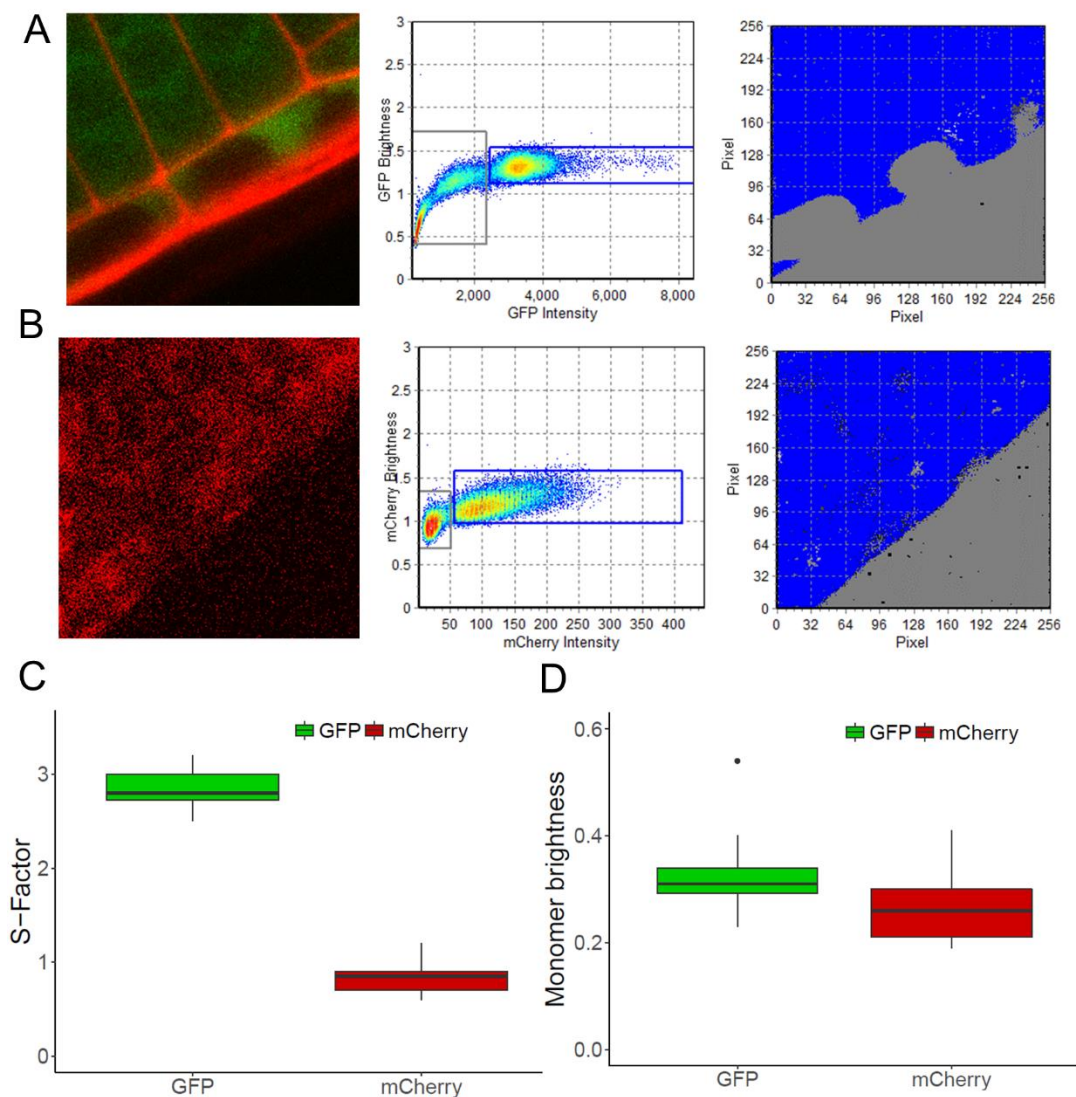 A
3
2.5
2
1.5
1
0.5
0
GFP Brightness
2,000 4,000 6,000 8,000
GFP Intensity
256
224
192
160
128
96
64
32
0
Pixel
0 32 64 96 128 160 192 224 256
Pixel
B
3
2.5
2
1.5
1
0.5
0
mCherry Brightness
50 100 150 200 250 300 350 400
mCherry Intensity
256
224
192
160
128
96
64
32
0
Pixel
0 32 64 96 128 160 192 224 256
Pixel
C
GFP mCherry
3
2
1
0
S-Factor
GFP mCherry
D
GFP mCherry
0.6
0.4
0.2
0.0
Monomer brightness
GFP mCherry